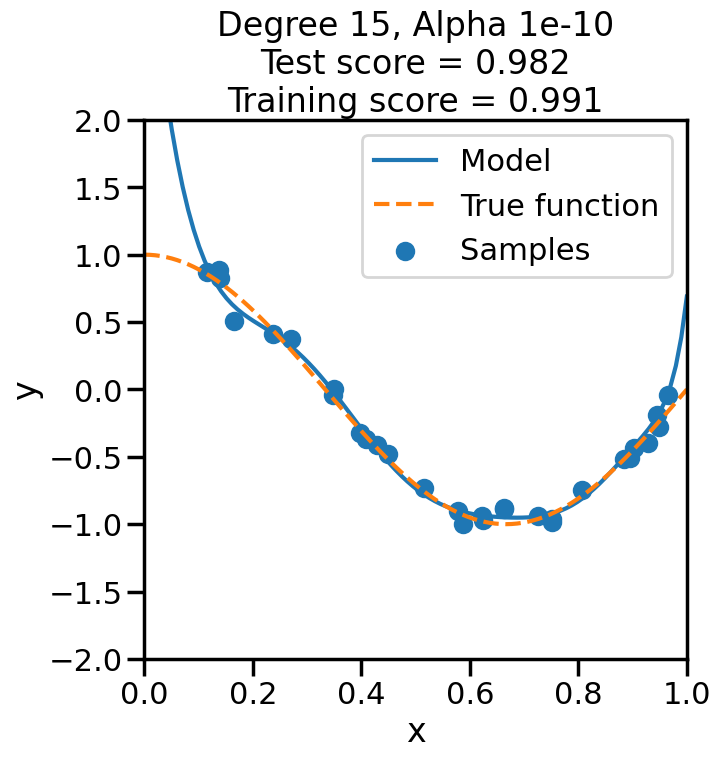 Degree 15, Alpha 1e-10
Test score = 0.982
Training score = 0.991
Model
True function
Samples
2.0
1.5
1.0
0.5
0.0
−0.5
−1.0
−1.5
−2.0
y
0.0 0.2 0.4 0.6 0.8 1.0
x